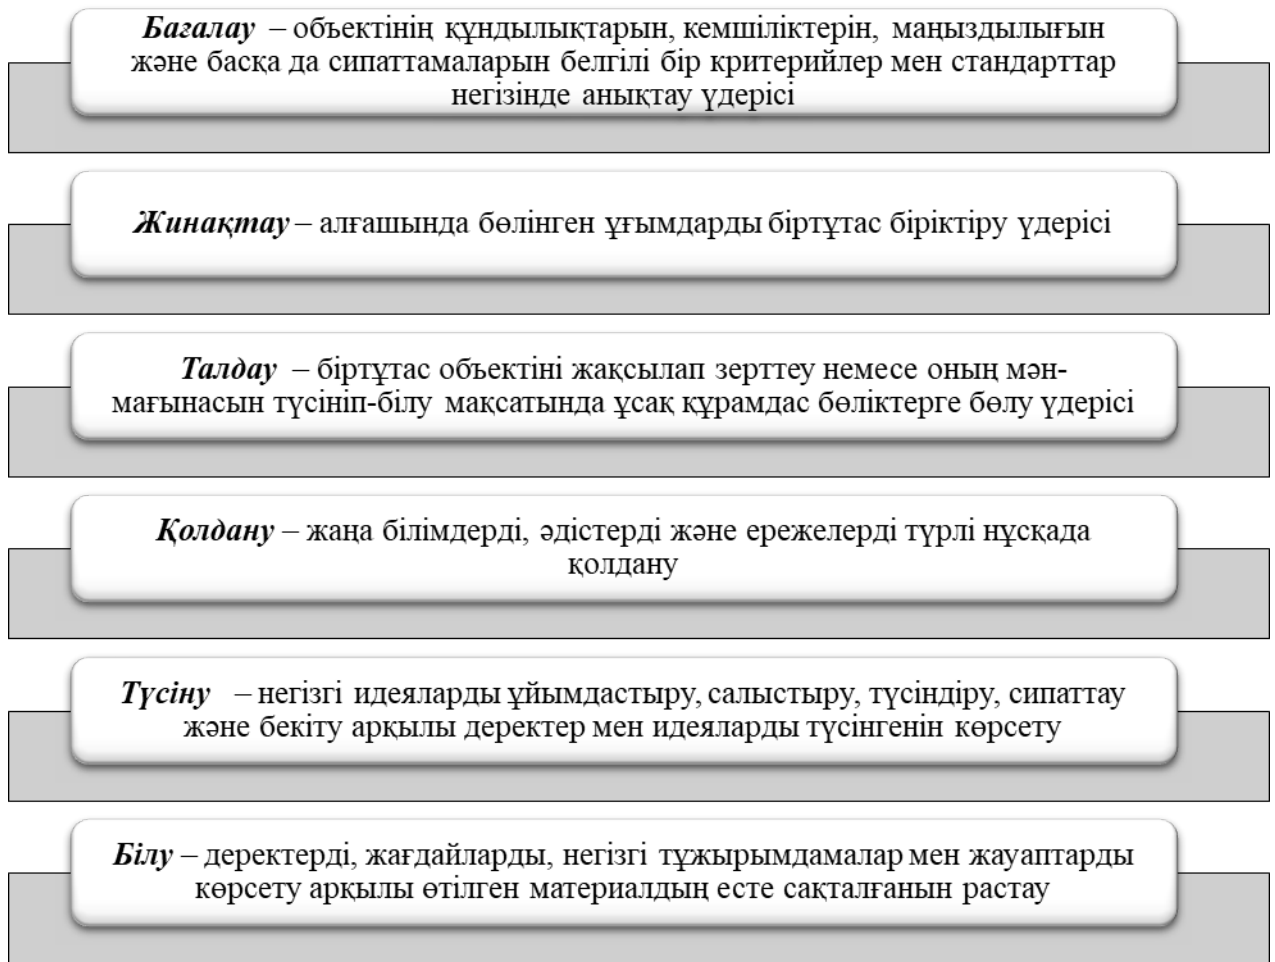 Бағалау – объектінің құндылықтарын, кемшіліктерін, маңыздылығын
және басқа да сипаттамаларын белгілі бір критерийлер мен стандарттар
негізінде анықтау үдерісі
Жинақтау – алғашында бөлінген ұғымдарды біртұтас біріктіру үдерісі
Талдау – біртұтас объектіні жақсылап зерттеу немесе оның мән-
мағынасын түсініп-білу мақсатында ұсақ құрамдас бөліктерге бөлу үдерісі
Қолдану – жаңа білімдерді, әдістерді және ережелерді түрлі нұсқада
қолдану
Түсіну – негізгі идеяларды ұйымдастыру, салыстыру, түсіндіру, сипаттау
және бекіту арқылы деректер мен идеяларды түсінгенін көрсету
Білу – деректерді, жағдайларды, негізгі тұжырымдамалар мен жауаптарды
көрсету арқылы өтілген материалдың есте сақталғанын растау